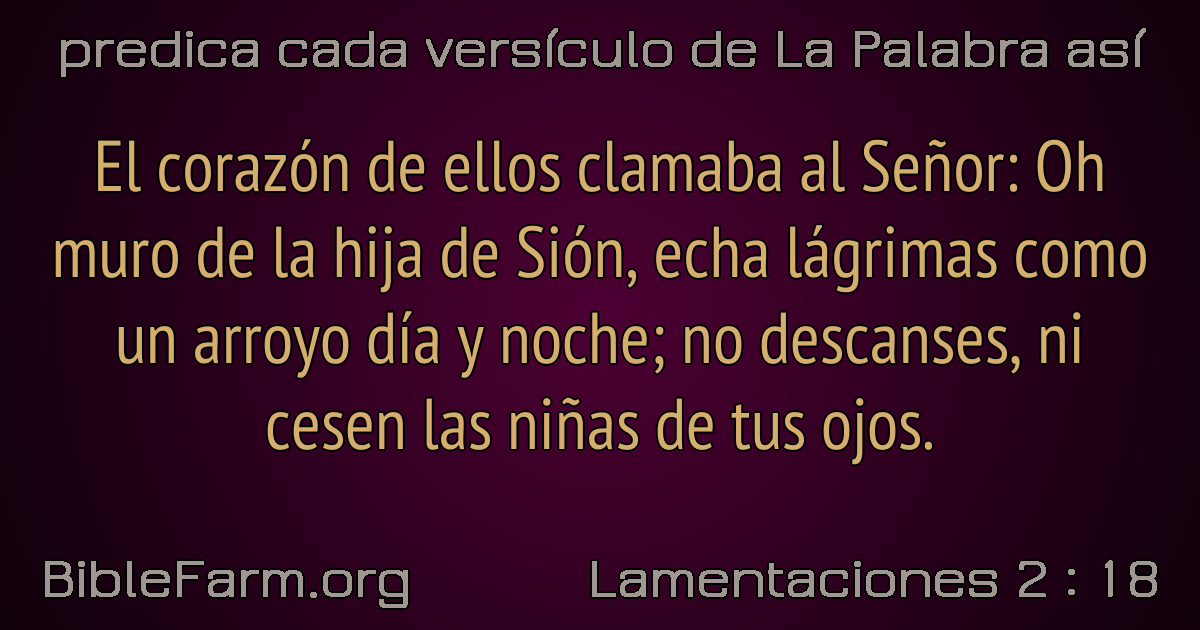 predica cada versículo de La Palabra así
El corazón de ellos clamaba al Señor: Oh
muro de la hija de Sión, echa lágrimas como
un arroyo día y noche; no descanses, ni
cesen las niñas de tus ojos.
BibleFarm.org
Lamentaciones 2 : 18